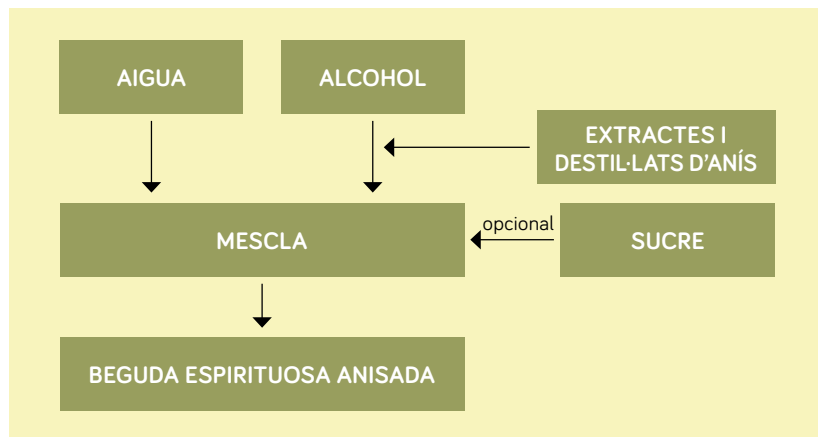 AIGUA
ALCOHOL
EXTRACTES I
DESTIL·LATS D'ANÍS
MESCLA
opcional
SUCRE
BEGUDA ESPIRITUOSA ANISADA